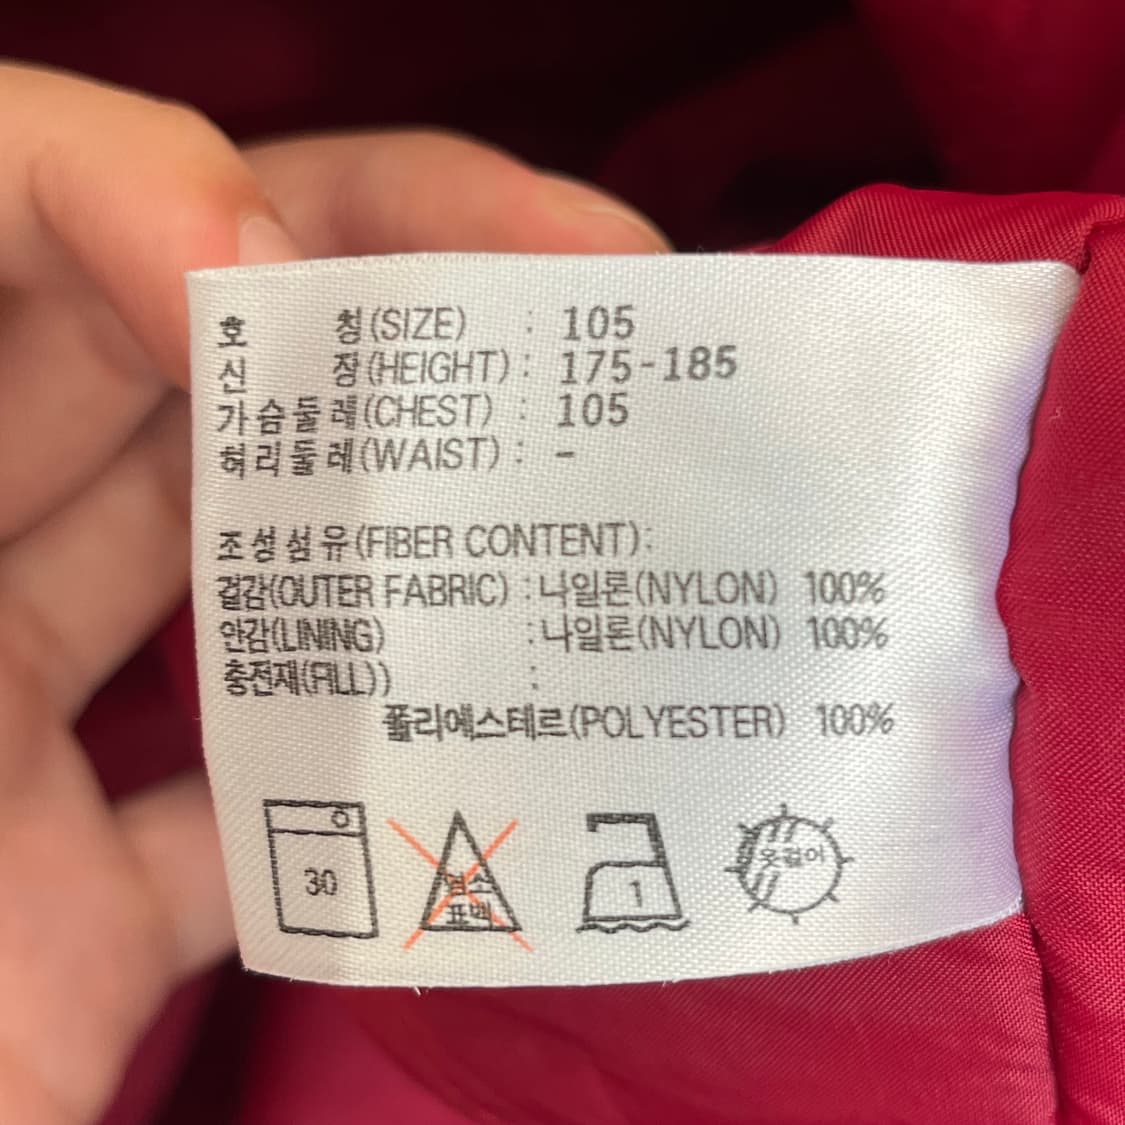 호 칭(SIZE) : 105
신 장(HEIGHT) : 175-185
가슴둘레(CHEST) : 105
허리둘레(WAIST) : -
조성섬유(FIBER CONTENT):
겉감(OUTER FABRIC) : 나일론(NYLON) 100%
안감(LINING) : 나일론(NYLON) 100%
충전재(FILL)) :
폴리에스테르(POLYESTER) 100%
30
염소
표백
1
옷걸이